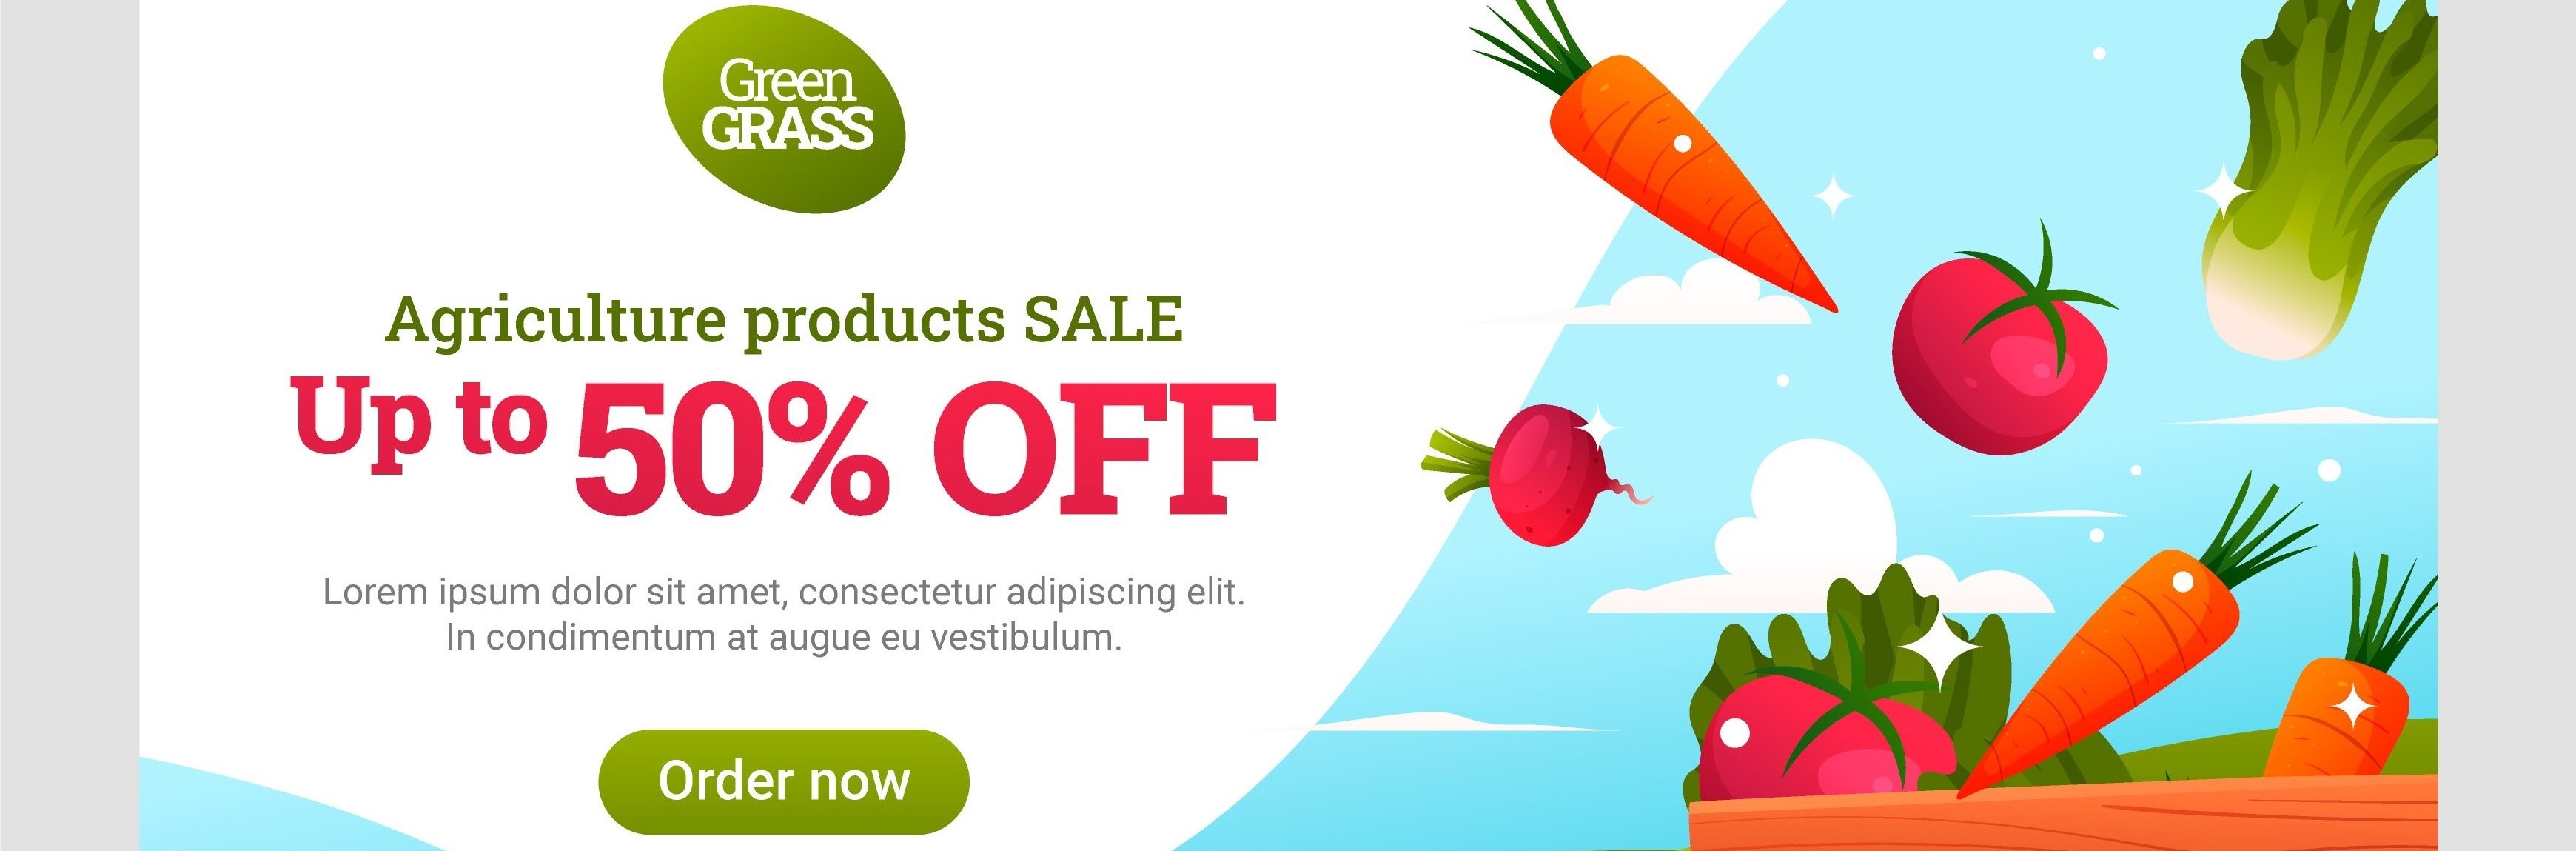 Green
GRASS
Agriculture products SALE
Up to 50% OFF
Lorem ipsum dolor sit amet, consectetur adipiscing elit.
In condimentum at augue eu vestibulum.
Order now